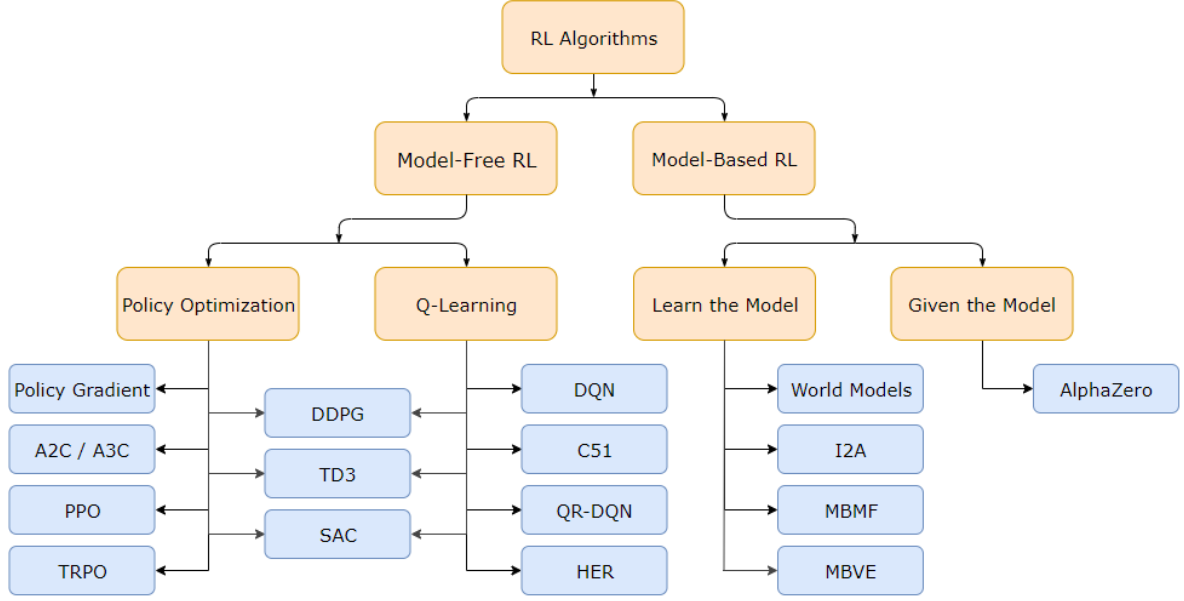 RL Algorithms
Model-Free RL
Model-Based RL
Policy Optimization
Q-Learning
Learn the Model
Given the Model
Policy Gradient
DDPG
DQN
World Models
AlphaZero
A2C / A3C
TD3
C51
I2A
PPO
SAC
QR-DQN
MBMF
TRPO
HER
MBVE